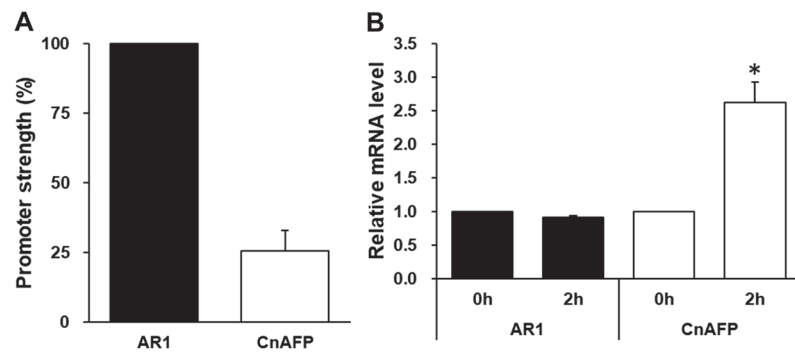 A
Promoter strength (%)
100
75
50
25
0
AR1 CnAFP
B
Relative mRNA level
3.5
3.0
2.5
2.0
1.5
1.0
0.5
0.0
*
0h 2h 0h 2h
AR1 CnAFP